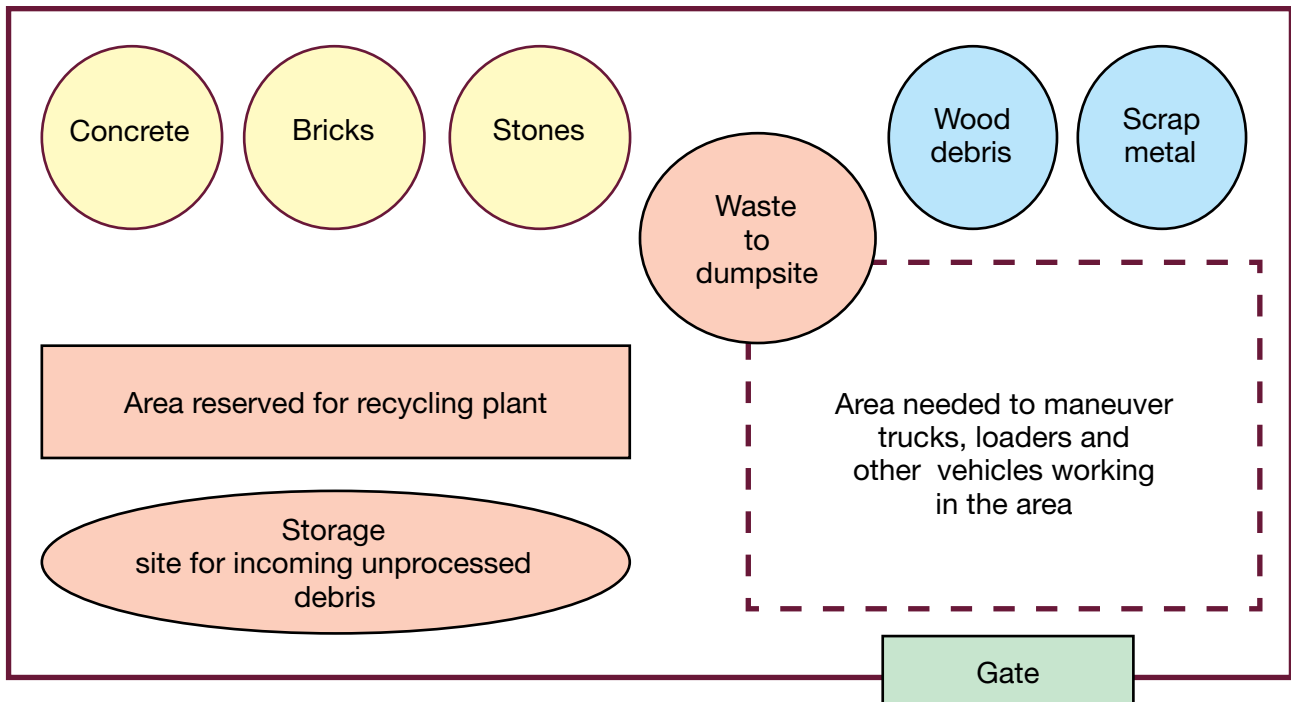 Concrete
Bricks
Stones
Wood
debris
Scrap
metal
Waste
to
dumpsite
Area reserved for recycling plant
Area needed to maneuver
trucks, loaders and
other vehicles working
in the area
Storage
site for incoming unprocessed
debris
Gate